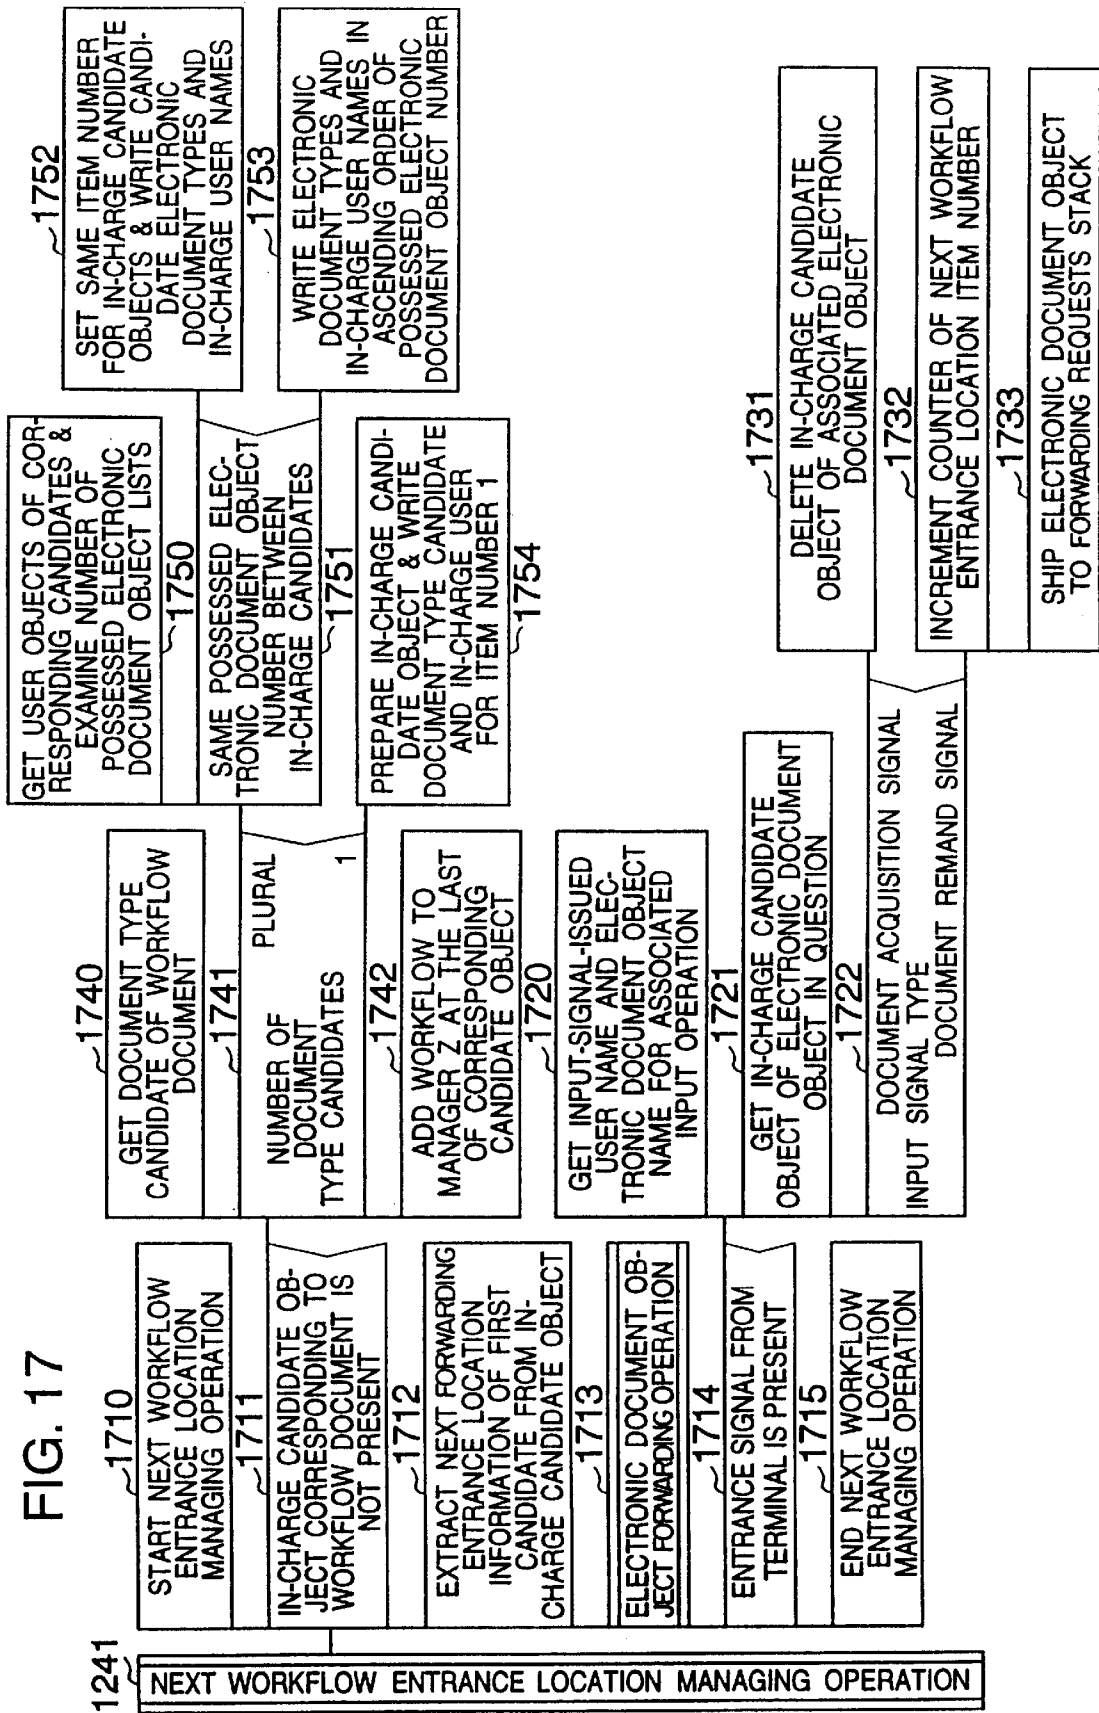 FIG. 17
1241
NEXT WORKFLOW ENTRANCE LOCATION MANAGING OPERATION
1710
START NEXT WORKFLOW
ENTRANCE LOCATION
MANAGING OPERATION
1711
IN-CHARGE CANDIDATE OB-
JECT CORRESPONDING TO
WORKFLOW DOCUMENT IS
NOT PRESENT
1712
EXTRACT NEXT FORWARDING
ENTRANCE LOCATION
INFORMATION OF FIRST
CANDIDATE FROM IN-
CHARGE CANDIDATE OBJECT
1713
ELECTRONIC DOCUMENT OB-
JECT FORWARDING OPERATION
1714
ENTRANCE SIGNAL FROM
TERMINAL IS PRESENT
1715
END NEXT WORKFLOW
ENTRANCE LOCATION
MANAGING OPERATION
1740
GET DOCUMENT TYPE
CANDIDATE OF WORKFLOW
DOCUMENT
1741
PLURAL
NUMBER OF
DOCUMENT
TYPE CANDIDATES
1
1742
ADD WORKFLOW TO
MANAGER Z AT THE LAST
OF CORRESPONDING
CANDIDATE OBJECT
1720
GET INPUT-SIGNAL-ISSUED
USER NAME AND ELEC-
TRONIC DOCUMENT OBJECT
NAME FOR ASSOCIATED
INPUT OPERATION
1721
GET IN-CHARGE CANDIDATE
OBJECT OF ELECTRONIC DOCUMENT
OBJECT IN QUESTION
1722
DOCUMENT ACQUISITION SIGNAL
INPUT SIGNAL TYPE
DOCUMENT REMAND SIGNAL
GET USER OBJECTS OF COR-
RESPONDING CANDIDATES &
EXAMINE NUMBER OF
POSSESSED ELECTRONIC
DOCUMENT OBJECT LISTS
1750
SAME POSSESSED ELEC-
TRONIC DOCUMENT OBJECT
NUMBER BETWEEN
IN-CHARGE CANDIDATES
1751
PREPARE IN-CHARGE CANDI-
DATE OBJECT & WRITE
DOCUMENT TYPE CANDIDATE
AND IN-CHARGE USER
FOR ITEM NUMBER 1
1754
1752
SET SAME ITEM NUMBER
FOR IN-CHARGE CANDIDATE
OBJECTS & WRITE CANDI-
DATE ELECTRONIC
DOCUMENT TYPES AND
IN-CHARGE USER NAMES
1753
WRITE ELECTRONIC
DOCUMENT TYPES AND
IN-CHARGE USER NAMES IN
ASCENDING ORDER OF
POSSESSED ELECTRONIC
DOCUMENT OBJECT NUMBER
1731
DELETE IN-CHARGE CANDIDATE
OBJECT OF ASSOCIATED ELECTRONIC
DOCUMENT OBJECT
1732
INCREMENT COUNTER OF NEXT WORKFLOW
ENTRANCE LOCATION ITEM NUMBER
1733
SHIP ELECTRONIC DOCUMENT OBJECT
TO FORWARDING REQUESTS STACK